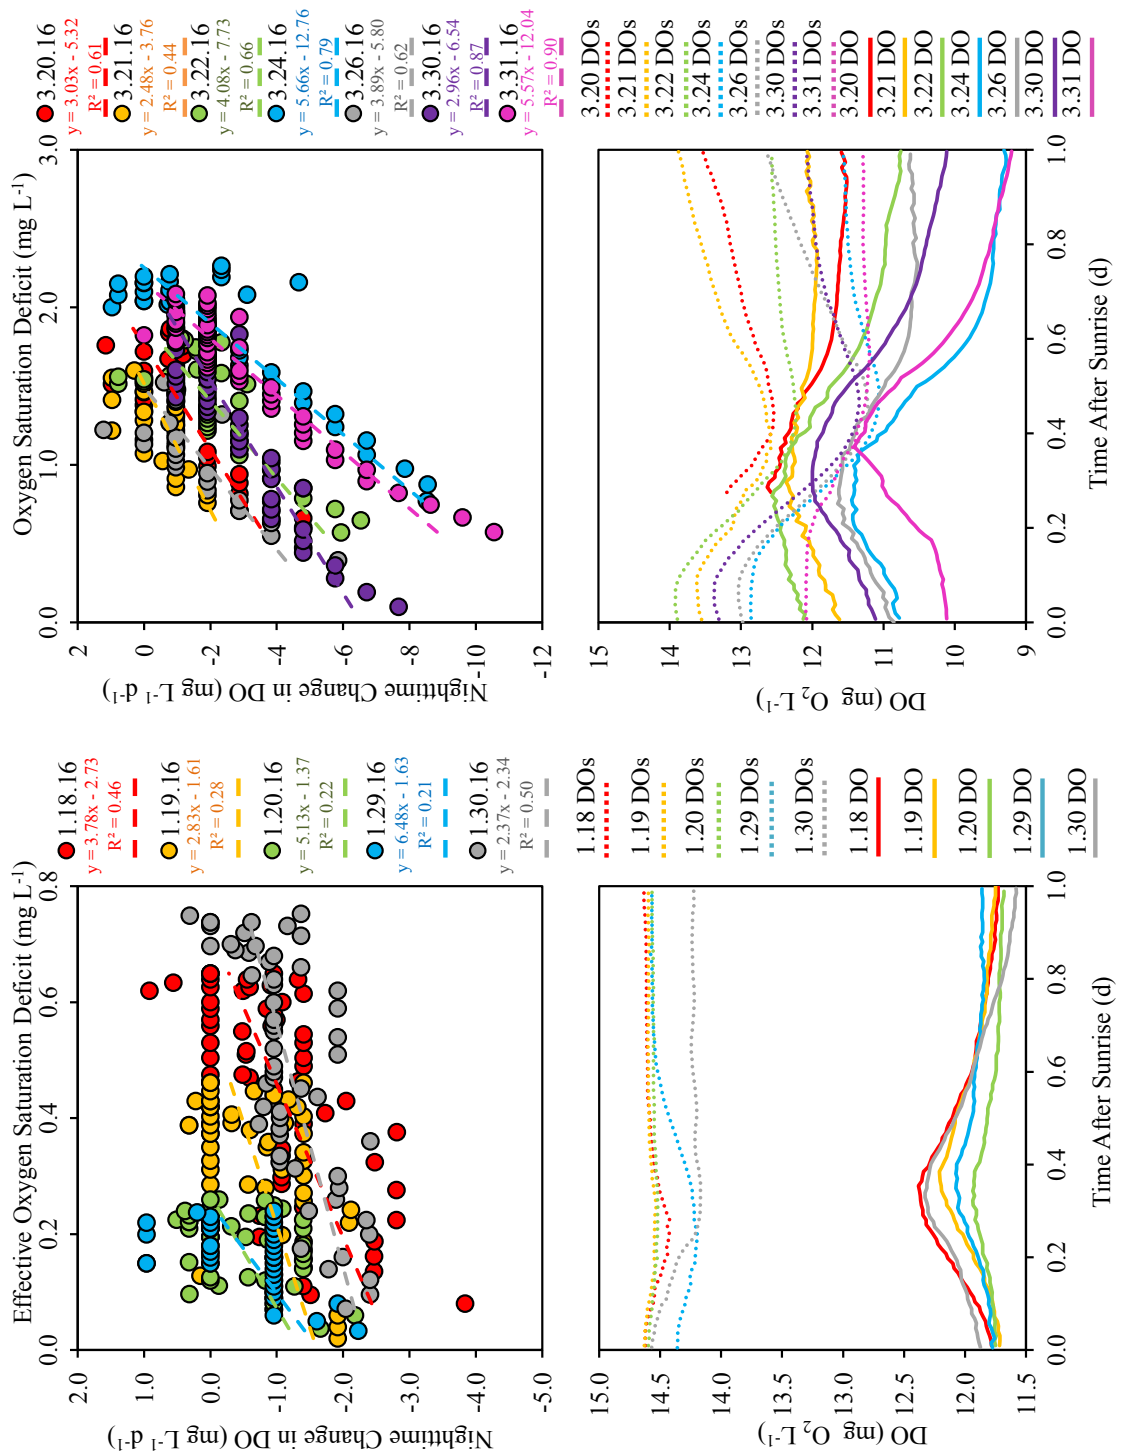 Effective Oxygen Saturation Deficit (mg L-1)
0.0 0.2 0.4 0.6 0.8
1.0
0.0
-1.0
-2.0
-3.0
-4.0
-5.0
Nighttime Change in DO (mg L-1 d-1)
01.18.16
y = 3.78x - 2.73
R² = 0.46
01.19.16
y = 2.83x - 1.61
R² = 0.28
01.20.16
y = 5.13x - 1.37
R² = 0.22
01.29.16
y = 6.48x - 1.63
R² = 0.21
01.30.16
y = 2.37x - 2.34
R² = 0.50
Oxygen Saturation Deficit (mg L-1)
0.0 1.0 2.0 3.0
2
0
-2
-4
-6
-8
-10
-12
Nighttime Change in DO (mg L-1 d-1)
3.20.16
y = 3.03x - 5.32
R² = 0.61
3.21.16
y = 2.48x - 3.76
R² = 0.44
3.22.16
y = 4.08x - 7.73
R² = 0.66
3.24.16
y = 5.66x - 12.76
R² = 0.79
3.26.16
y = 3.89x - 5.80
R² = 0.62
3.30.16
y = 2.96x - 6.54
R² = 0.87
3.31.16
y = 5.57x - 12.04
R² = 0.90
15.0
14.5
14.0
13.5
13.0
12.5
12.0
11.5
DO (mg O2 L-1)
0.0 0.2 0.4 0.6 0.8 1.0
Time After Sunrise (d)
1.18 DOs
1.19 DOs
1.20 DOs
1.29 DOs
1.30 DOs
1.18 DO
1.19 DO
1.20 DO
1.29 DO
1.30 DO
15
14
13
12
11
10
9
DO (mg O2 L-1)
0.0 0.2 0.4 0.6 0.8 1.0
Time After Sunrise (d)
3.20 DOs
3.21 DOs
3.22 DOs
3.24 DOs
3.26 DOs
3.30 DOs
3.31 DOs
3.20 DO
3.21 DO
3.22 DO
3.24 DO
3.26 DO
3.30 DO
3.31 DO